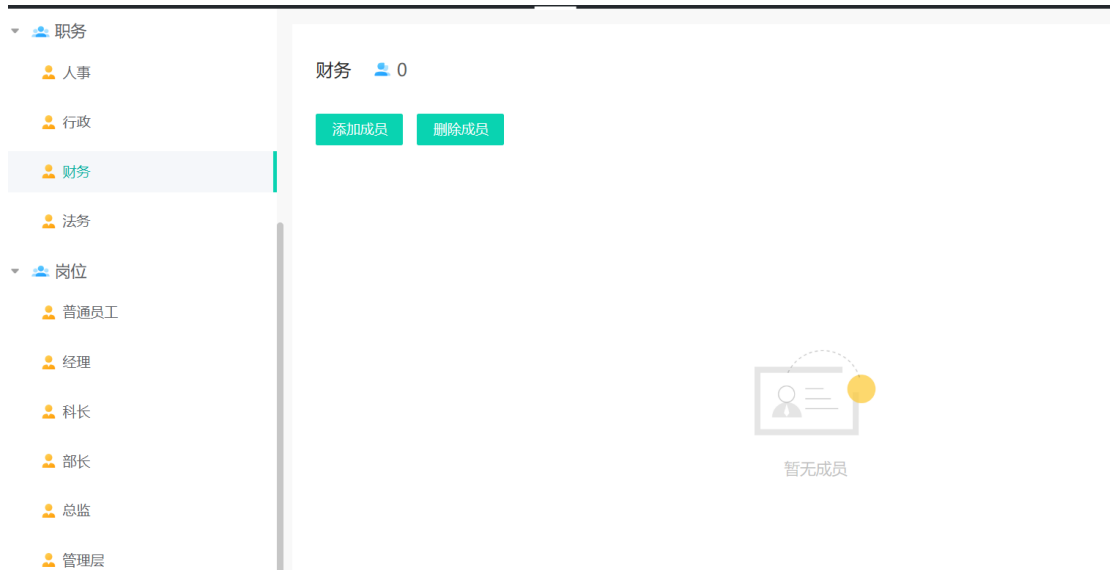 职务
人事
行政
财务
法务
岗位
普通员工
经理
科长
部长
总监
管理层
财务 0
添加成员 删除成员
暂无成员